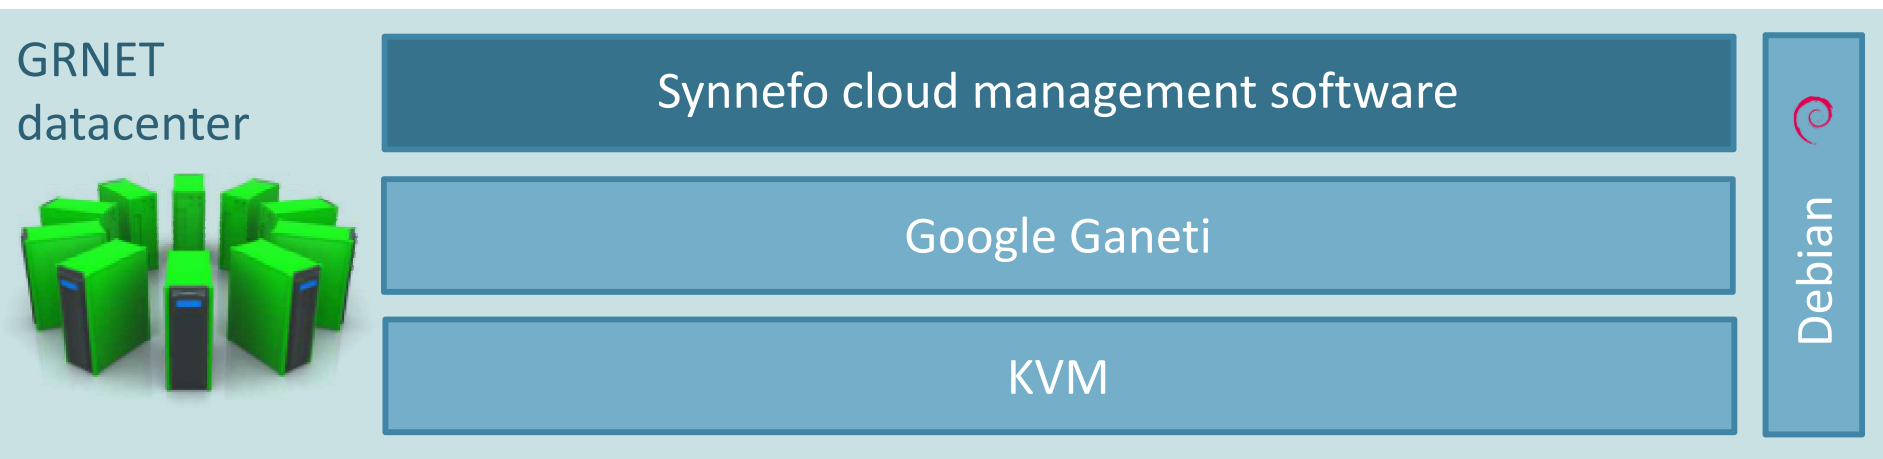 GRNET
datacenter
Synnefo cloud management software
Google Ganeti
KVM
Debian